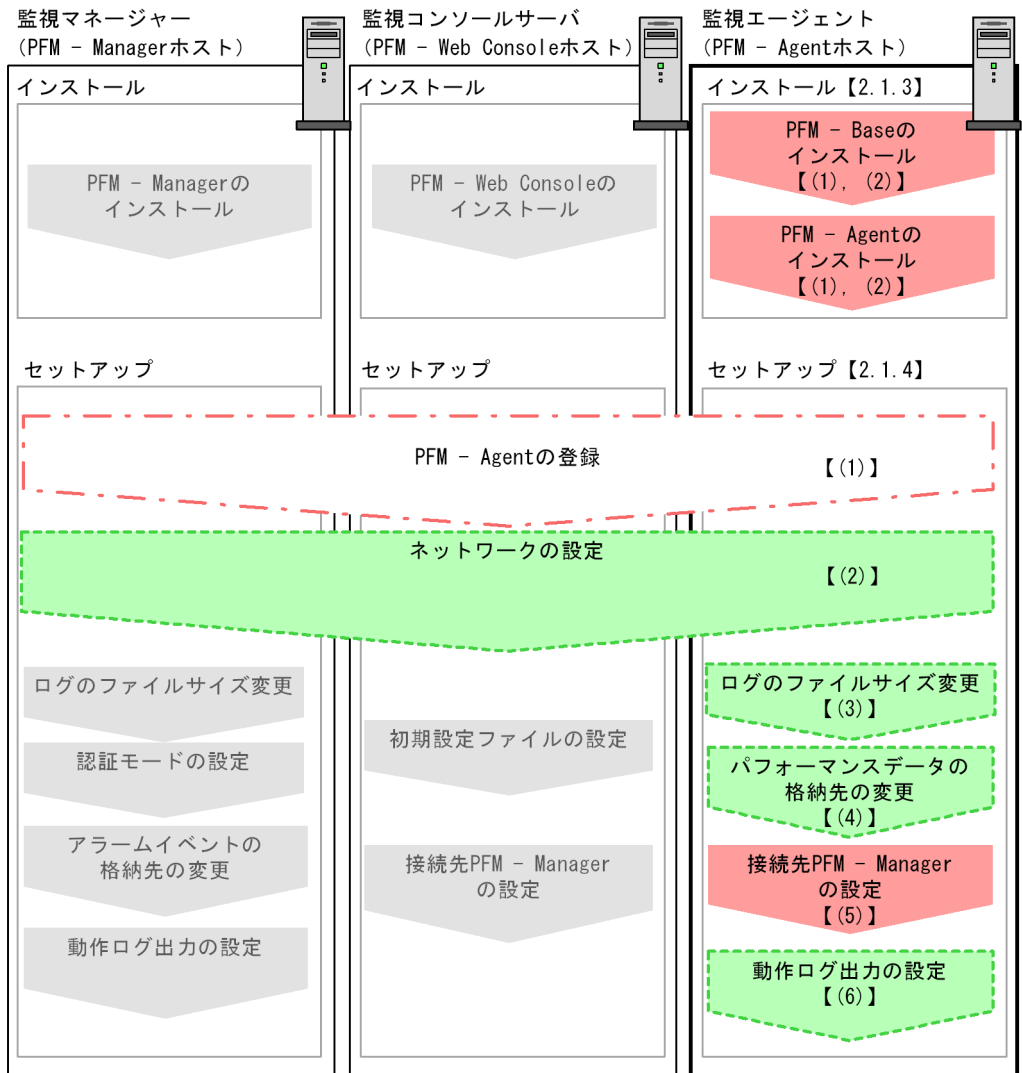 監視マネージャー
(PFM − Managerホスト)
インストール
PFM − Managerの
インストール
監視コンソールサーバ
(PFM − Web Consoleホスト)
インストール
PFM − Web Consoleの
インストール
監視エージェント
(PFM − Agentホスト)
インストール【2.1.3】
PFM − Baseの
インストール
【(1), (2)】
PFM − Agentの
インストール
【(1), (2)】
セットアップ
セットアップ
セットアップ【2.1.4】
PFM − Agentの登録
【(1)】
ネットワークの設定
【(2)】
ログのファイルサイズ変更
認証モードの設定
アラームイベントの
格納先の変更
動作ログ出力の設定
初期設定ファイルの設定
接続先PFM − Manager
の設定
ログのファイルサイズ変更
【(3)】
パフォーマンスデータの
格納先の変更
【(4)】
接続先PFM − Manager
の設定
【(5)】
動作ログ出力の設定
【(6)】